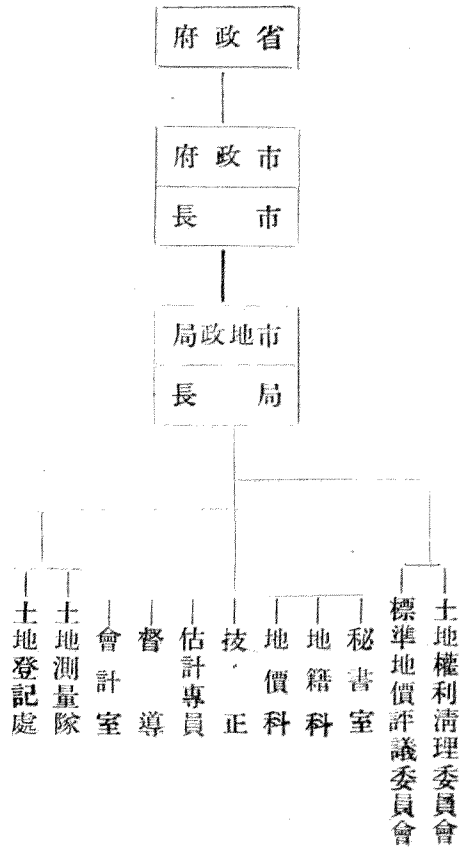 省政府
市政府
市長
市地政局
局長
土地權利清理委員會
標準地價評議委員會
秘書室
地籍科
地價科
技正
估計專員
督導
會計室
土地測量隊
土地登記處